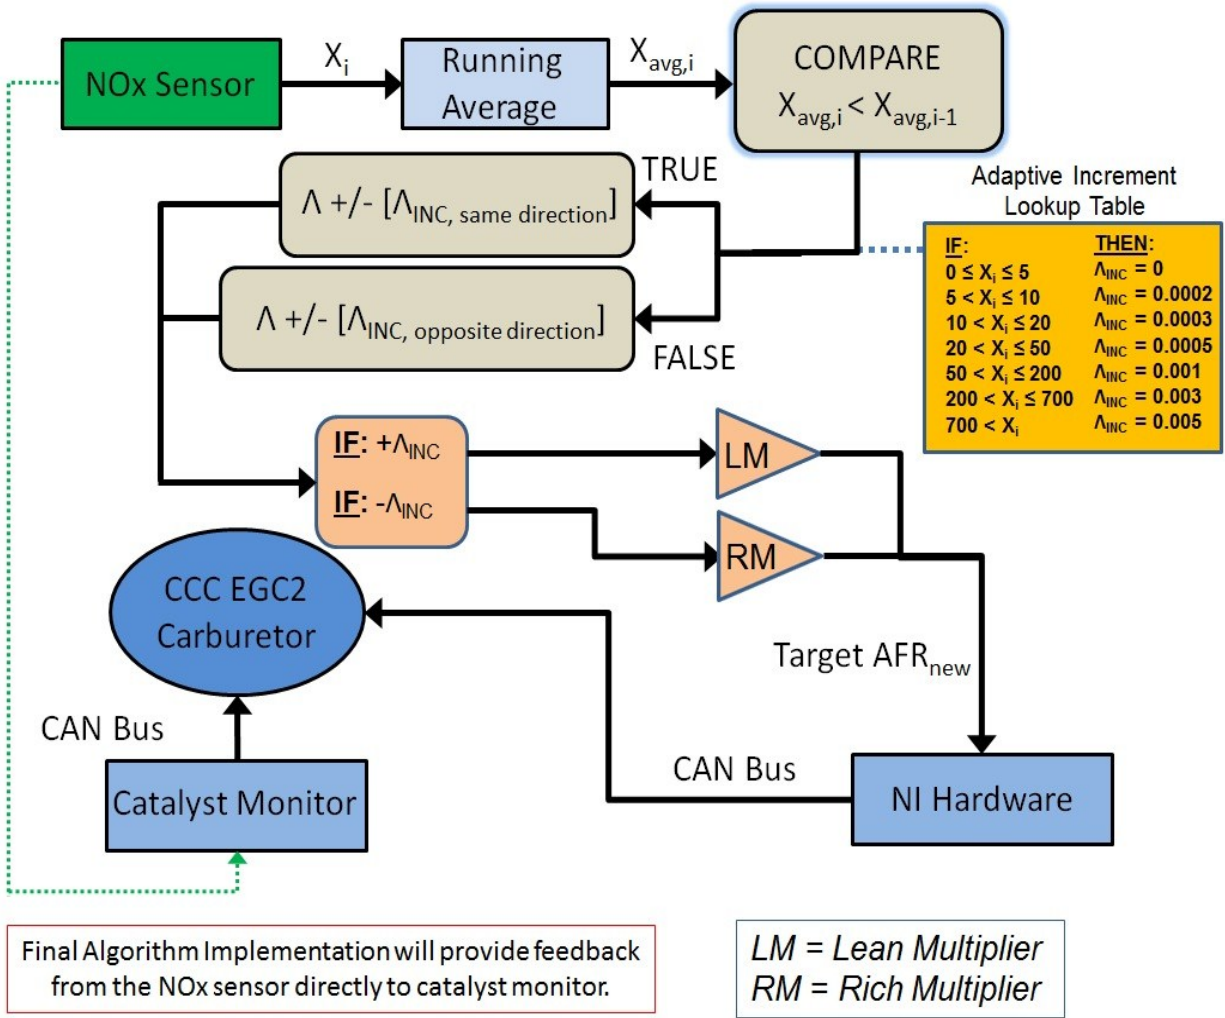 NOx Sensor
Xi
Running
Average
Xavg,i
COMPARE
Xavg,i < Xavg,i-1
TRUE
Λ +/- [ΛINC, same direction]
Λ +/- [ΛINC, opposite direction]
FALSE
Adaptive Increment
Lookup Table
IF: THEN:
0 ≤ Xi ≤ 5 ΛINC = 0
5 < Xi ≤ 10 ΛINC = 0.0002
10 < Xi ≤ 20 ΛINC = 0.0003
20 < Xi ≤ 50 ΛINC = 0.0005
50 < Xi ≤ 200 ΛINC = 0.001
200 < Xi ≤ 700 ΛINC = 0.003
700 < Xi ΛINC = 0.005
IF: +ΛINC
IF: -ΛINC
LM
RM
CCC EGC2
Carburetor
Target AFRnew
CAN Bus
CAN Bus
Catalyst Monitor
NI Hardware
Final Algorithm Implementation will provide feedback
from the NOx sensor directly to catalyst monitor.
LM = Lean Multiplier
RM = Rich Multiplier